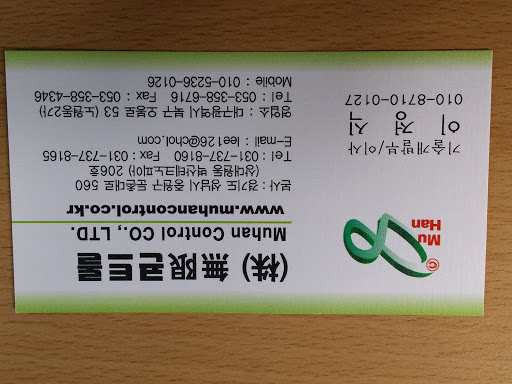 Mu
Han
©
(株) 無限콘트롤
Muhan Control CO., LTD.
www.muhancontrol.co.kr
기술개발부/이사
이 정 석
010-8710-0127
본사 : 경기도 성남시 중원구 둔촌대로 560
(상대원동 벽산테크노피아) 206호
Tel : 031-737-8160 Fax : 031-737-8165
E-mail : lee126@chol.com
영업소 : 대구광역시 북구 오봉로 53 (노원동2가)
Tel : 053-358-6716 Fax : 053-358-4346
Mobile : 010-5236-0126